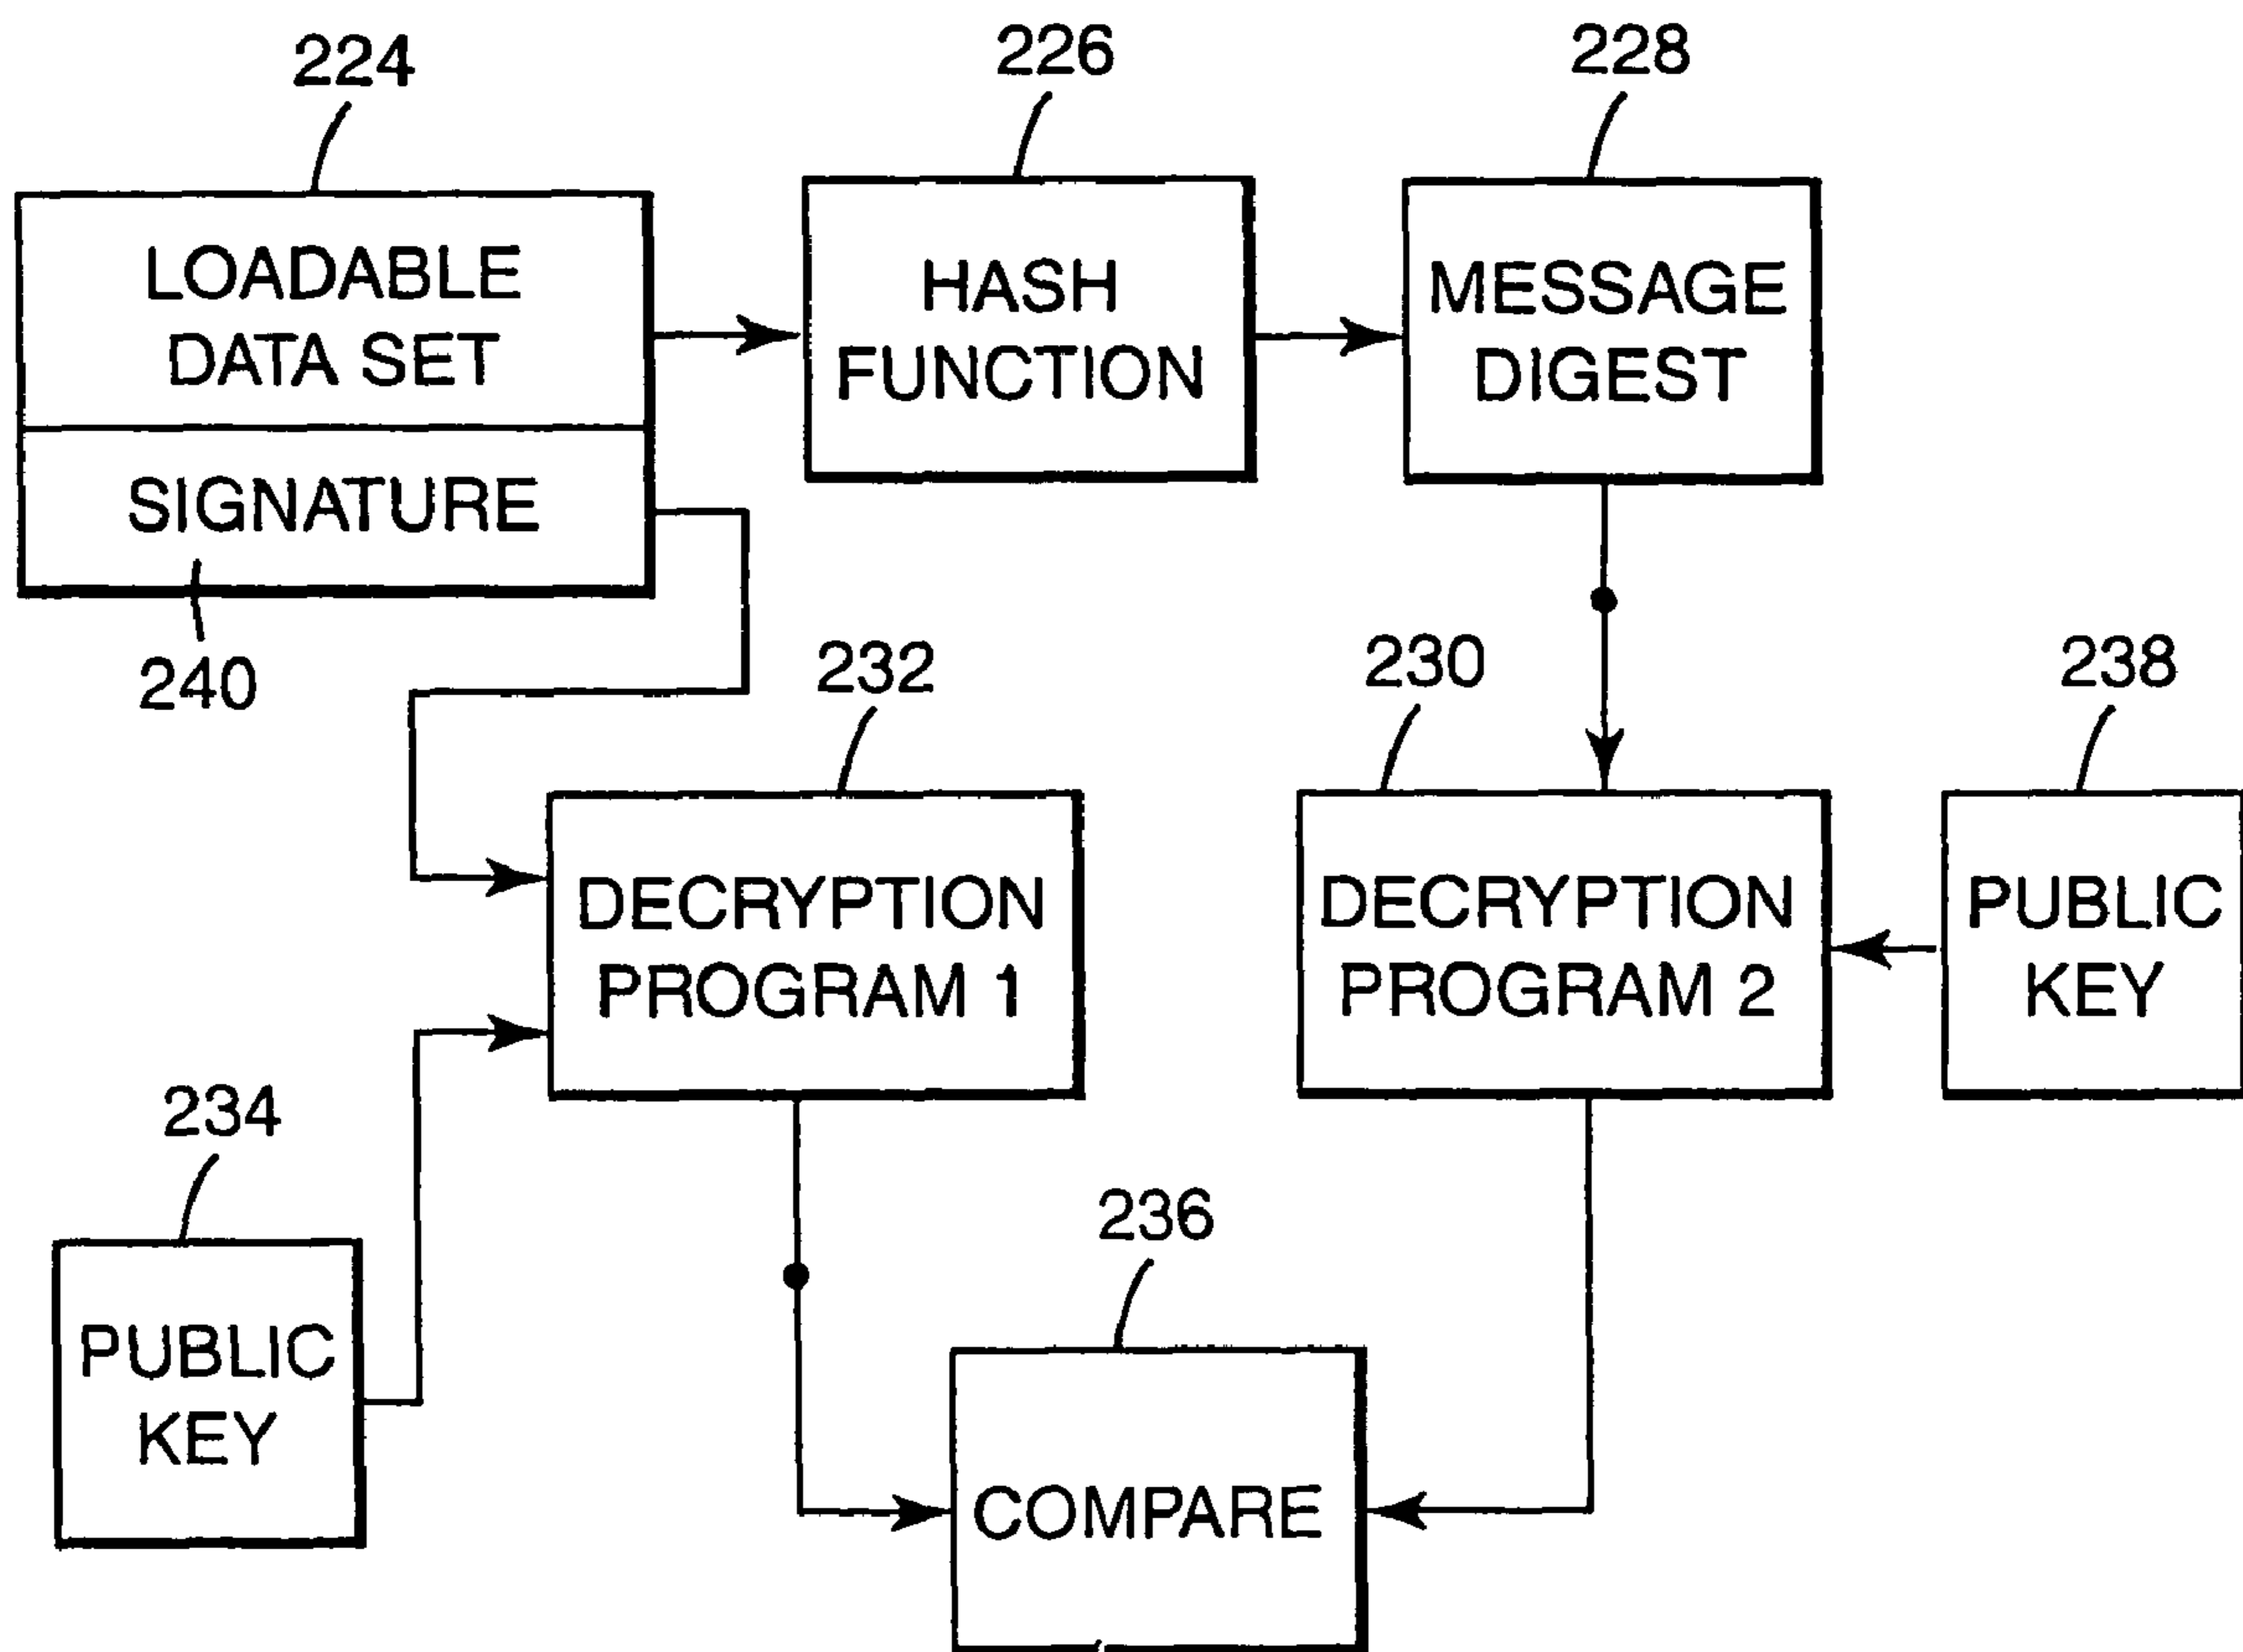 224
226
228
LOADABLE
DATA SET
HASH
FUNCTION
MESSAGE
DIGEST
SIGNATURE
240
232
230
238
DECRYPTION
PROGRAM 1
DECRYPTION
PROGRAM 2
PUBLIC
KEY
234
236
PUBLIC
KEY
COMPARE